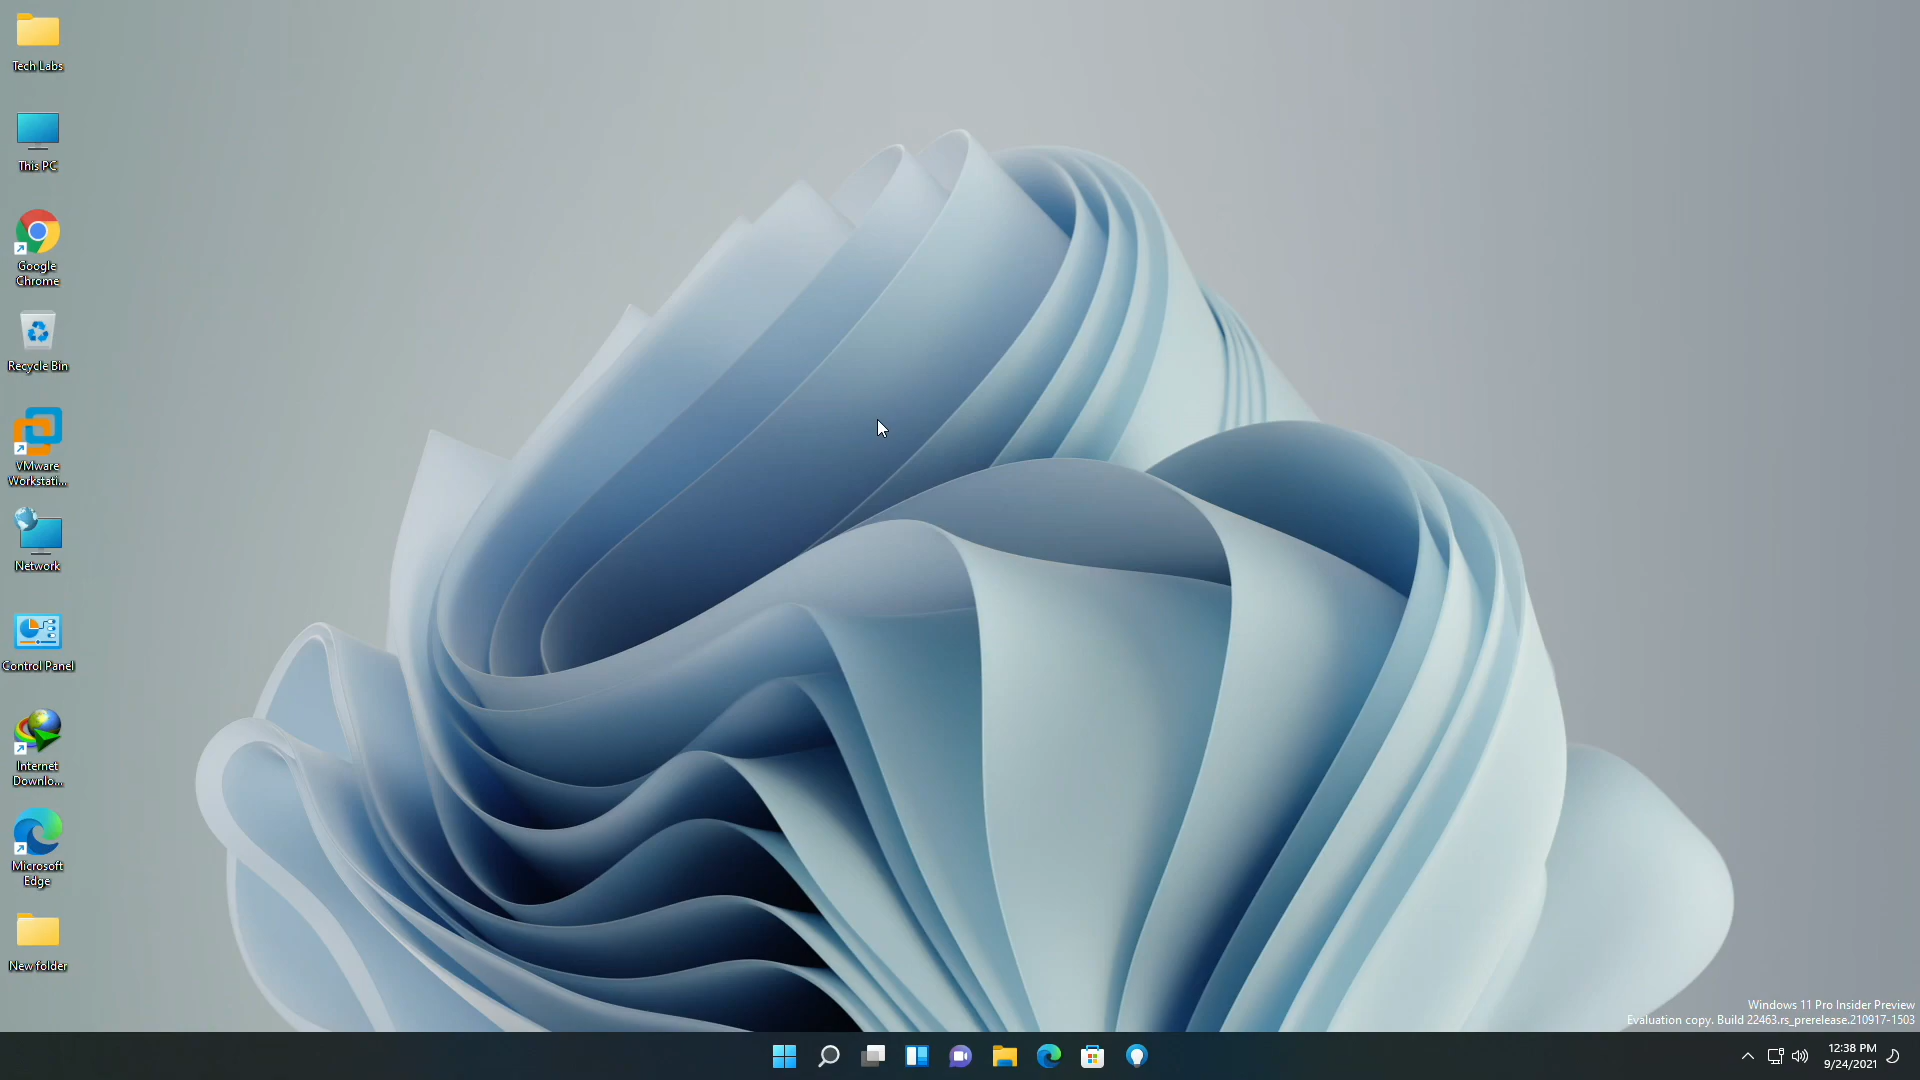 Tech Labs
This PC
Google
Chrome
Recycle Bin
VMware
Workstati...
Network
Control Panel
Internet
Downlo...
Microsoft
Edge
New folder
Windows 11 Pro Insider Preview
Evaluation copy. Build 22463.rs_prerelease.210917-1503
12:38 PM
9/24/2021